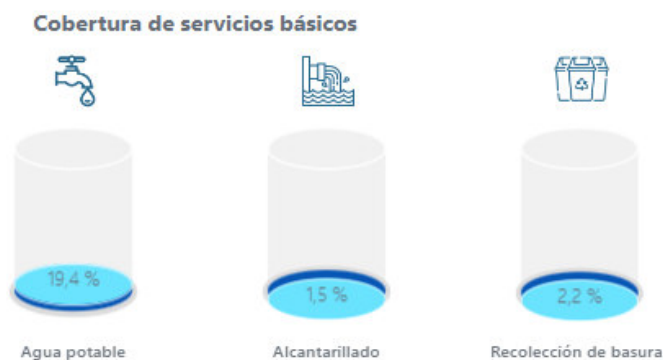 Cobertura de servicios básicos
19,4 %
1,5 %
2,2 %
Agua potable
Alcantarillado
Recolección de basura